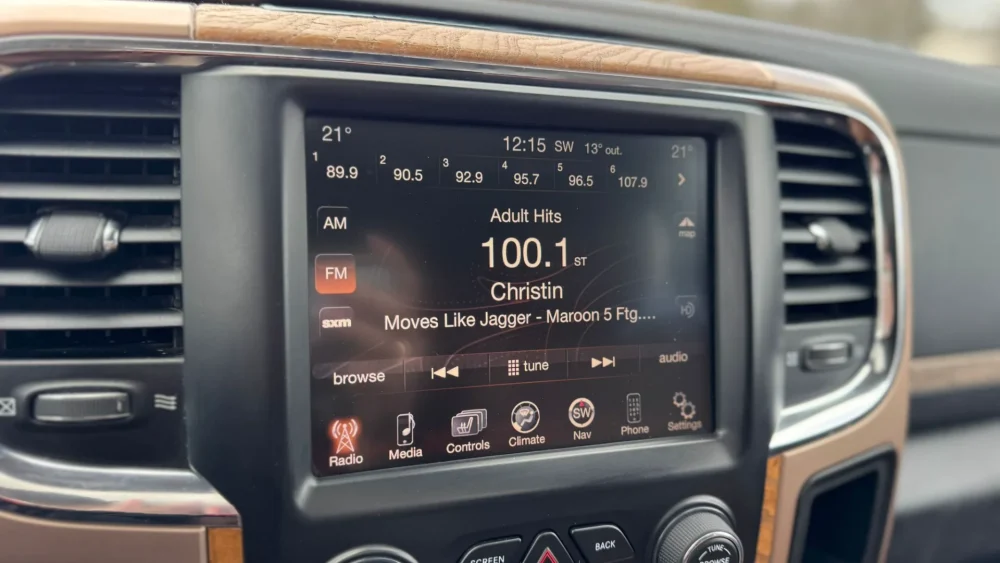 21° 12:15 SW 13° out. 21°
1 89.9 2 90.5 3 92.9 4 95.7 5 96.5 6 107.9
AM Adult Hits map
FM 100.1 ST
Christin
sxm Moves Like Jagger - Maroon 5 Ftg....
browse tune audio
Radio Media Controls Climate SW Nav Phone Settings
SCREEN BACK TUNE
BROWSE